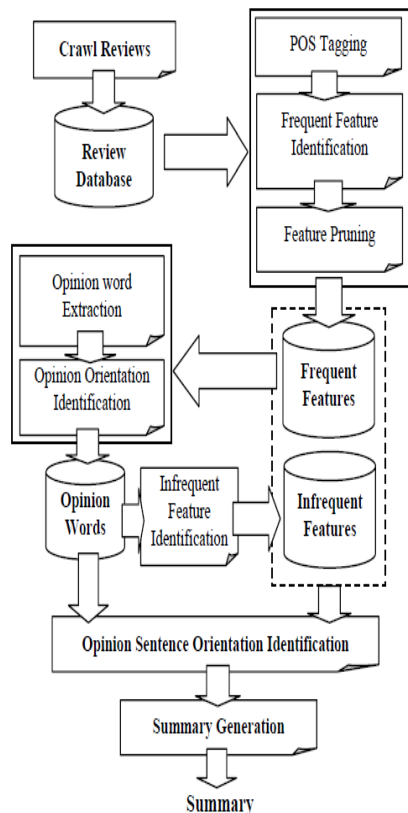 Crawl Reviews
Review
Database
POS Tagging
Frequent Feature
Identification
Feature Pruning
Opinion word
Extraction
Opinion Orientation
Identification
Frequent
Features
Opinion
Words
Infrequent
Feature
Identification
Infrequent
Features
Opinion Sentence Orientation Identification
Summary Generation
Summary